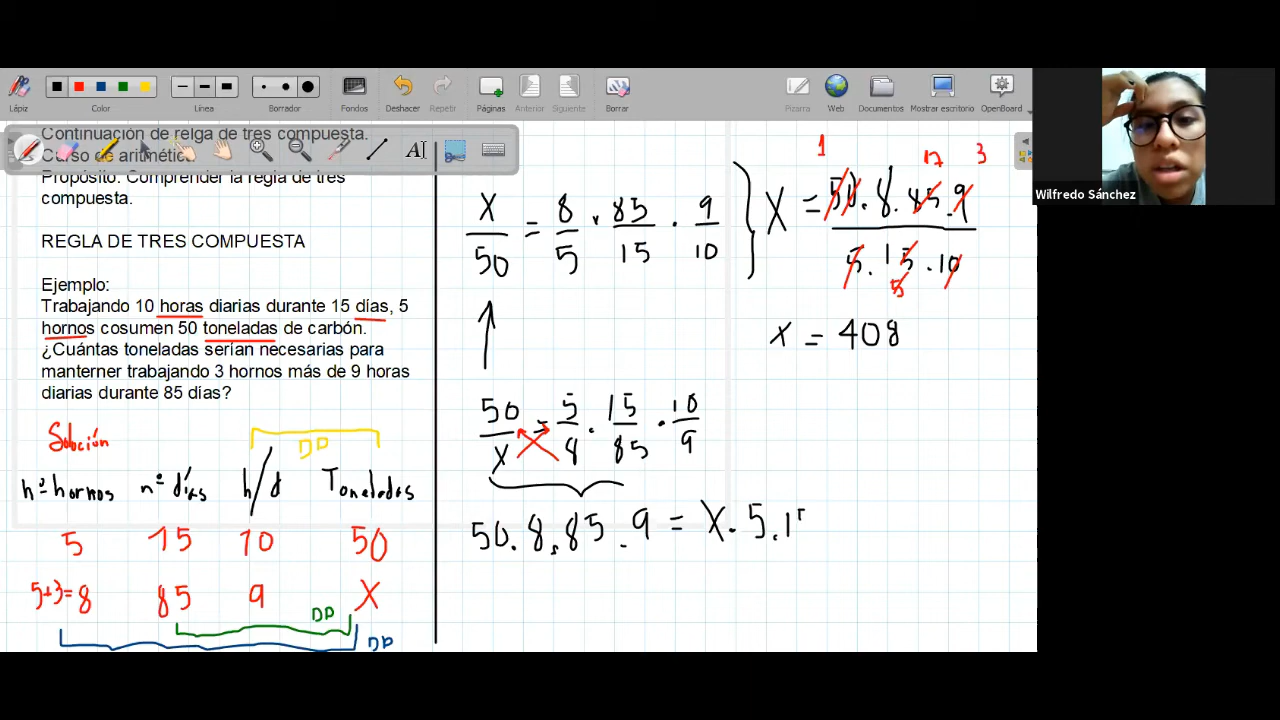 Lápiz
Color
Línea
Borrador
Fondos
Deshacer
Repetir
Páginas
Anterior
Siguiente
Borrar
Pizarra
Web
Documentos
Mostrar escritorio
OpenBoard
Wilfredo Sánchez
Continuación de relga de tres compuesta.
Curso de aritmétic
Propósito: Comprender la regla de tres
compuesta.
REGLA DE TRES COMPUESTA
Ejemplo:
Trabajando 10 horas diarias durante 15 días, 5
hornos cosumen 50 toneladas de carbón.
¿Cuántas toneladas serían necesarias para
manterner trabajando 3 hornos más de 9 horas
diarias durante 85 días?
Solución
DP
nº hornos nº días h/d Toneladas
5 15 10 50
5+3=8 85 9 X
DP
DP
X/50 = 8/5 . 85/15 . 9/10
50/X = 5/8 . 15/85 . 10/9
50.8.85.9 = X.5.1
1 17 3
X = 50.8.85.9
5.15.10
5
X = 408